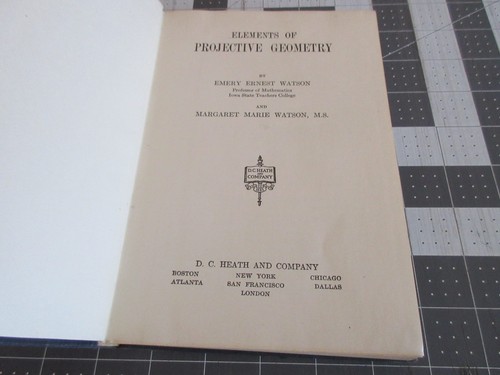 ELEMENTS OF
PROJECTIVE GEOMETRY
BY
EMERY ERNEST WATSON
Professor of Mathematics
Iowa State Teachers College
AND
MARGARET MARIE WATSON, M.S.
D.C. HEATH
AND
COMPANY
D. C. HEATH AND COMPANY
BOSTON NEW YORK CHICAGO
ATLANTA SAN FRANCISCO DALLAS
LONDON